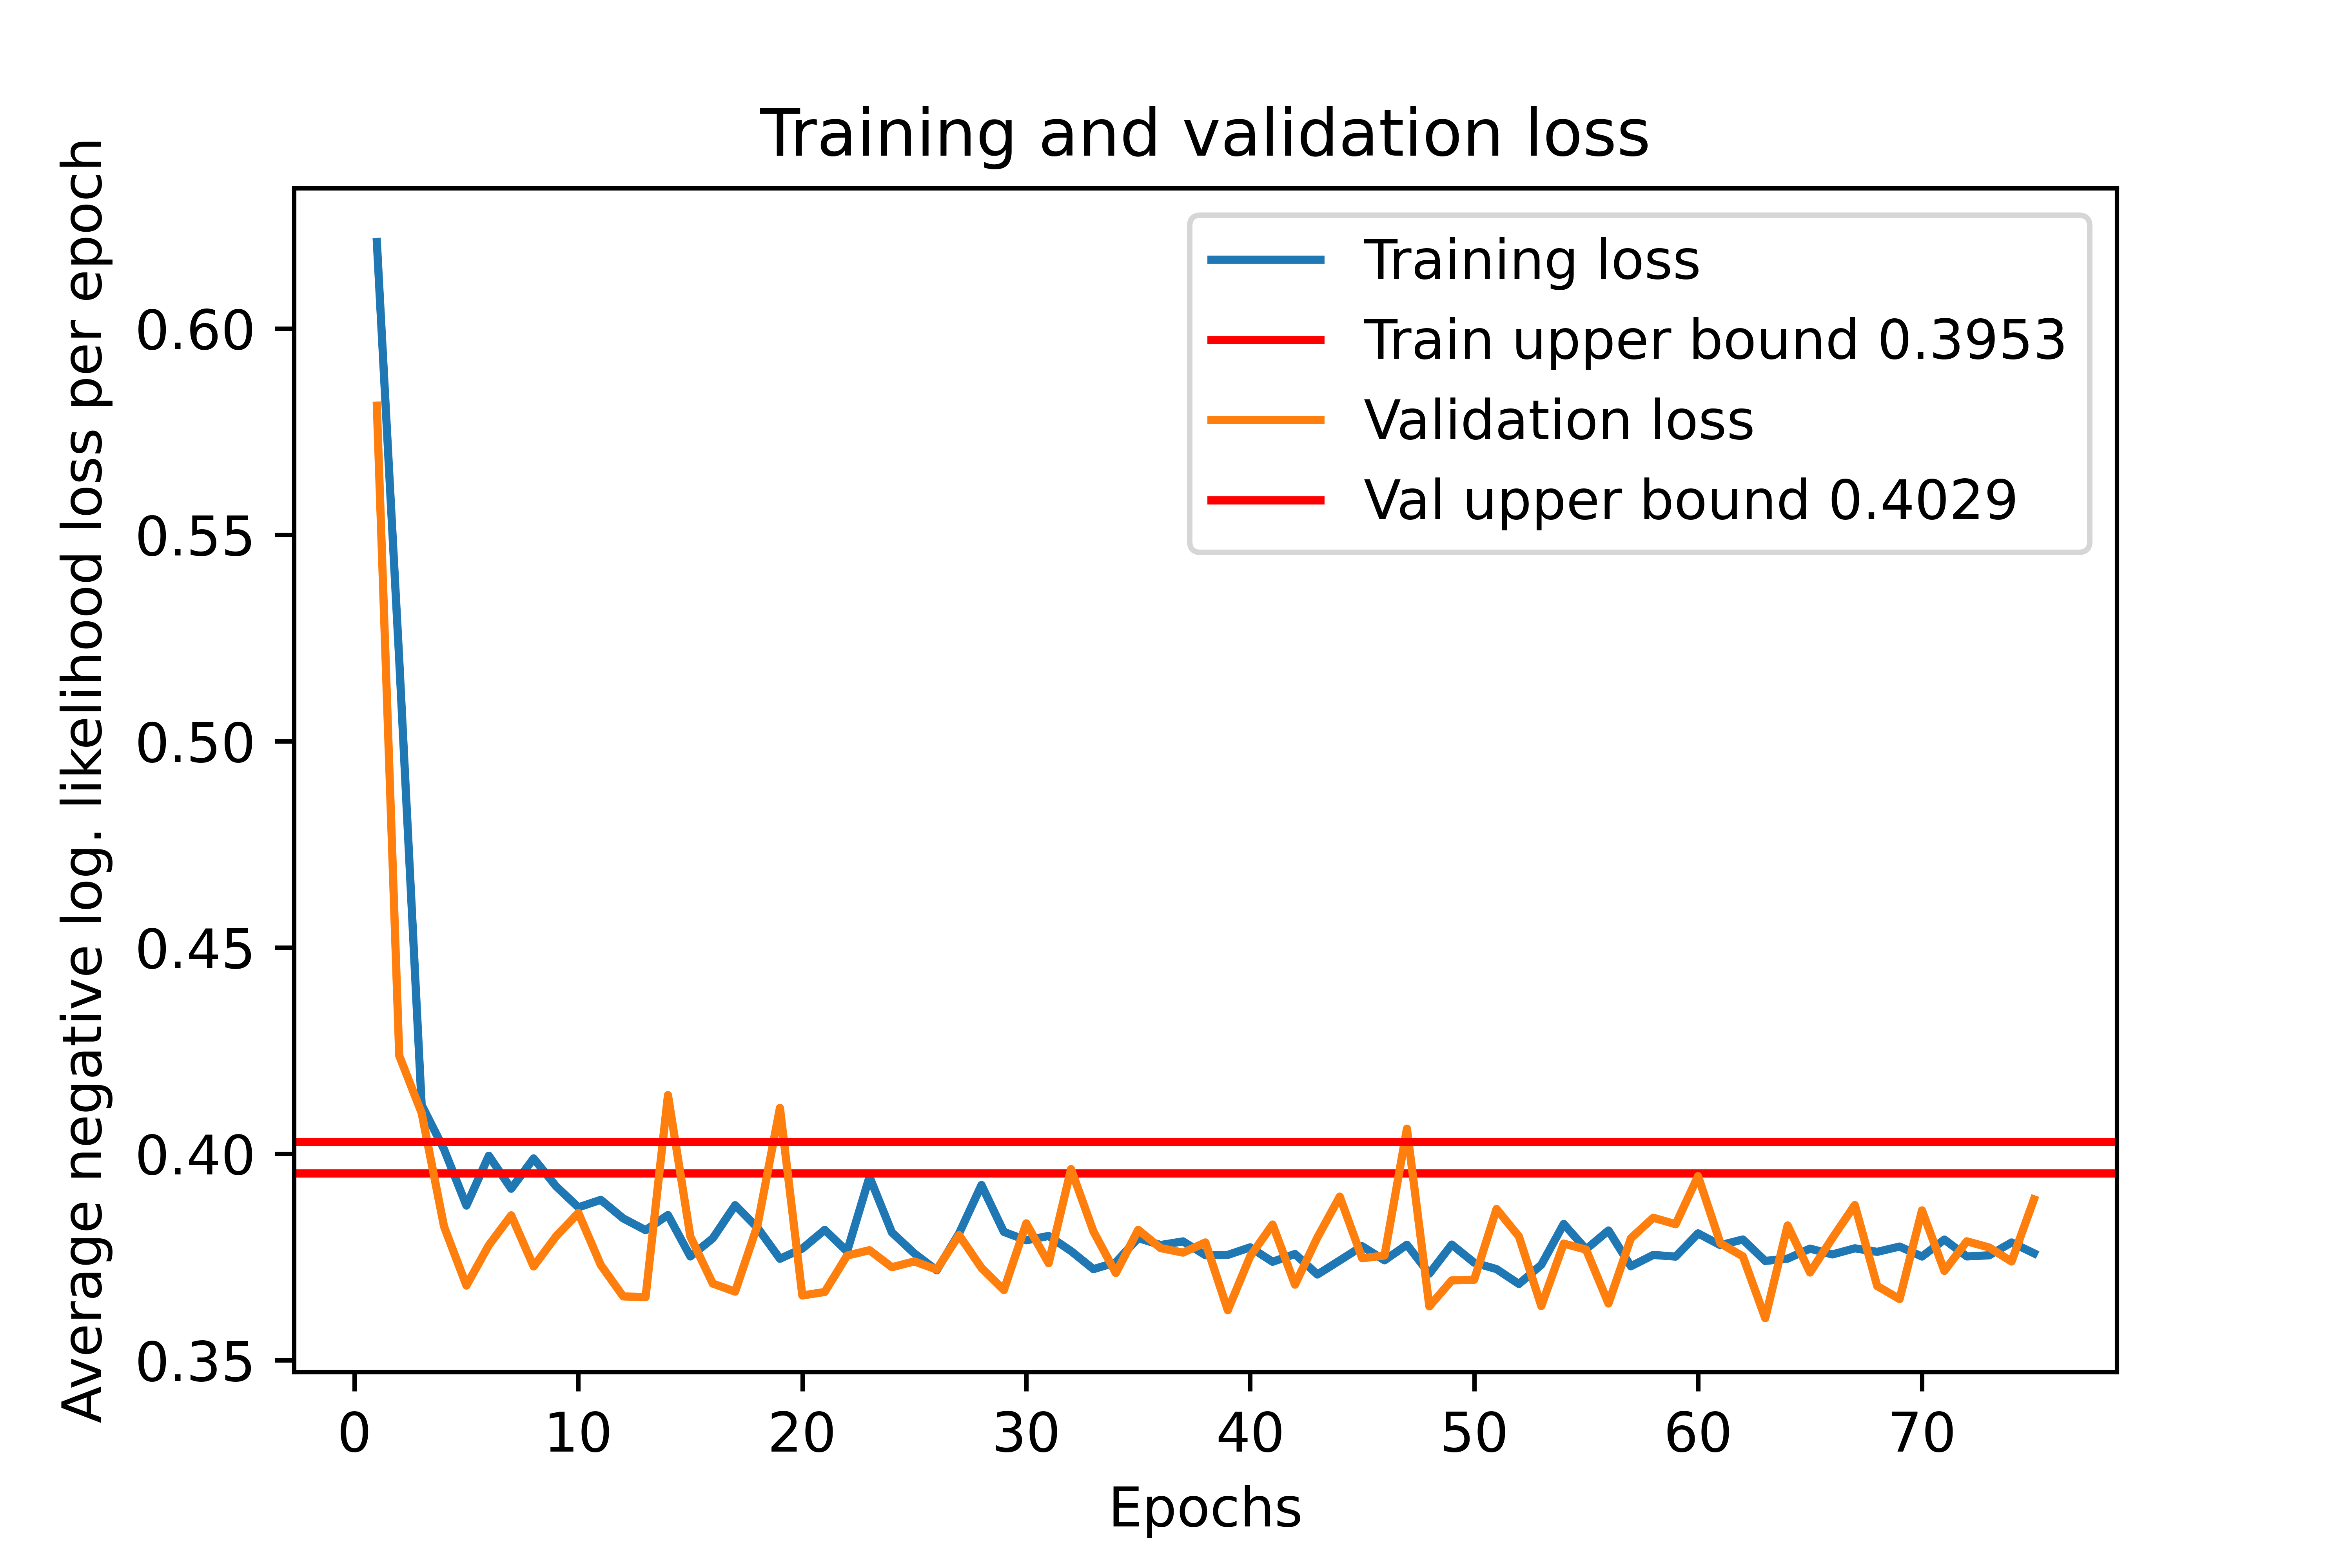 Training and validation loss
Average negative log. likelihood loss per epoch
0.60
0.55
0.50
0.45
0.40
0.35
Training loss
Train upper bound 0.3953
Validation loss
Val upper bound 0.4029
0 10 20 30 40 50 60 70
Epochs